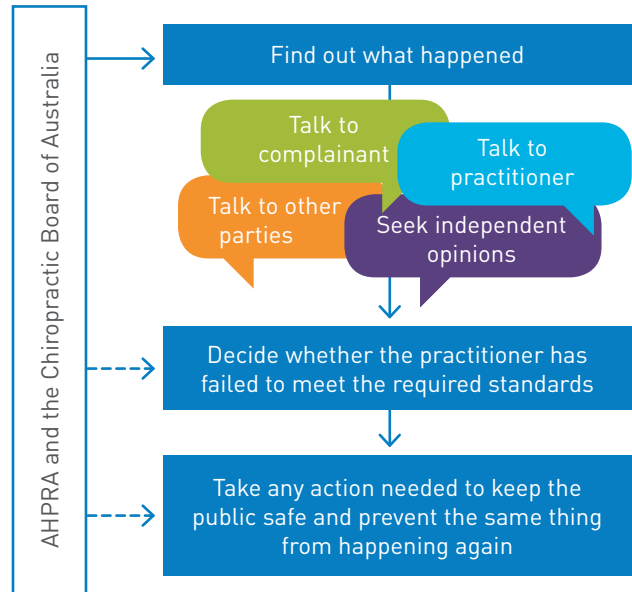 AHPRA and the Chiropractic Board of Australia
Find out what happened
Talk to
complainant
Talk to
practitioner
Talk to other
parties
Seek independent
opinions
Decide whether the practitioner has
failed to meet the required standards
Take any action needed to keep the
public safe and prevent the same thing
from happening again